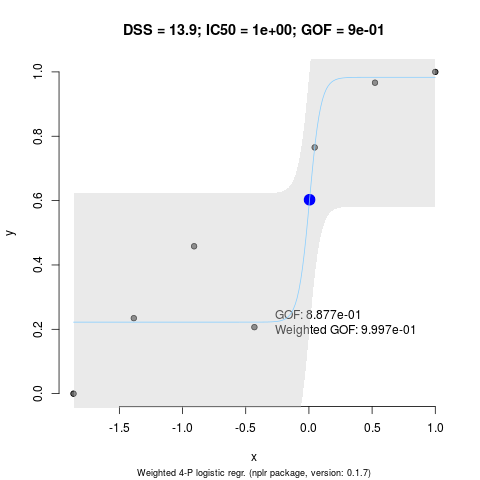 DSS = 13.9; IC50 = 1e+00; GOF = 9e-01
1.0
0.8
0.6
y
0.4
0.2
0.0
GOF: 8.877e-01
Weighted GOF: 9.997e-01
-1.5 -1.0 -0.5 0.0 0.5 1.0
x
Weighted 4-P logistic regr. (nplr package, version: 0.1.7)